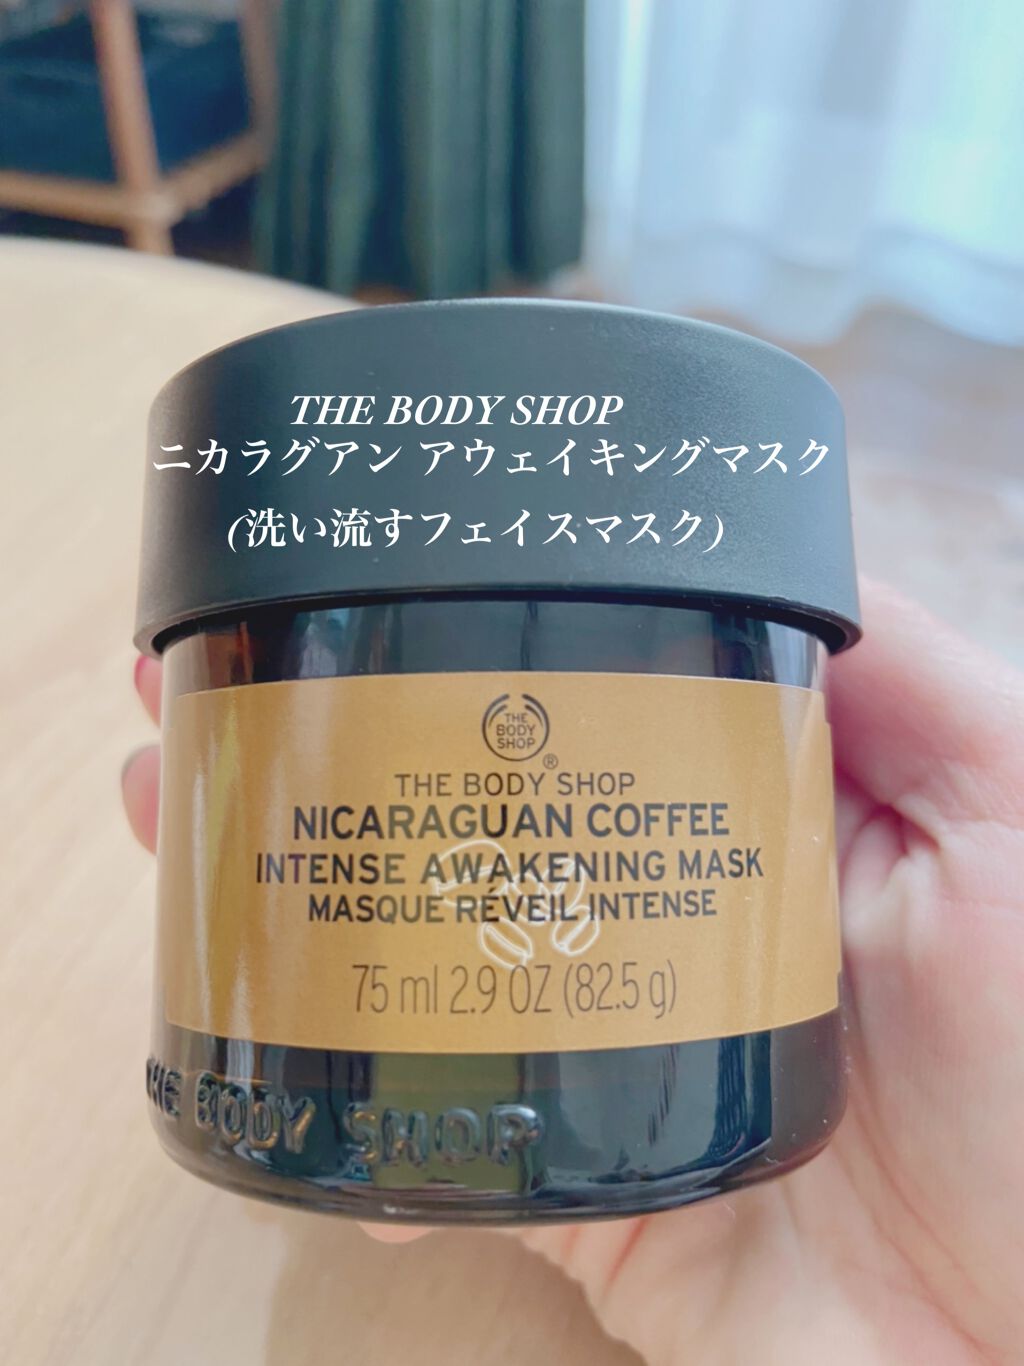 THE BODY SHOP
ニカラグアン アウェイキングマスク
(洗い流すフェイスマスク)
THE
BODY
SHOP
®
THE BODY SHOP
NICARAGUAN COFFEE
INTENSE AWAKENING MASK
MASQUE RÉVEIL INTENSE
75 ml 2.9 OZ (82.5 g)
THE BODY SHOP